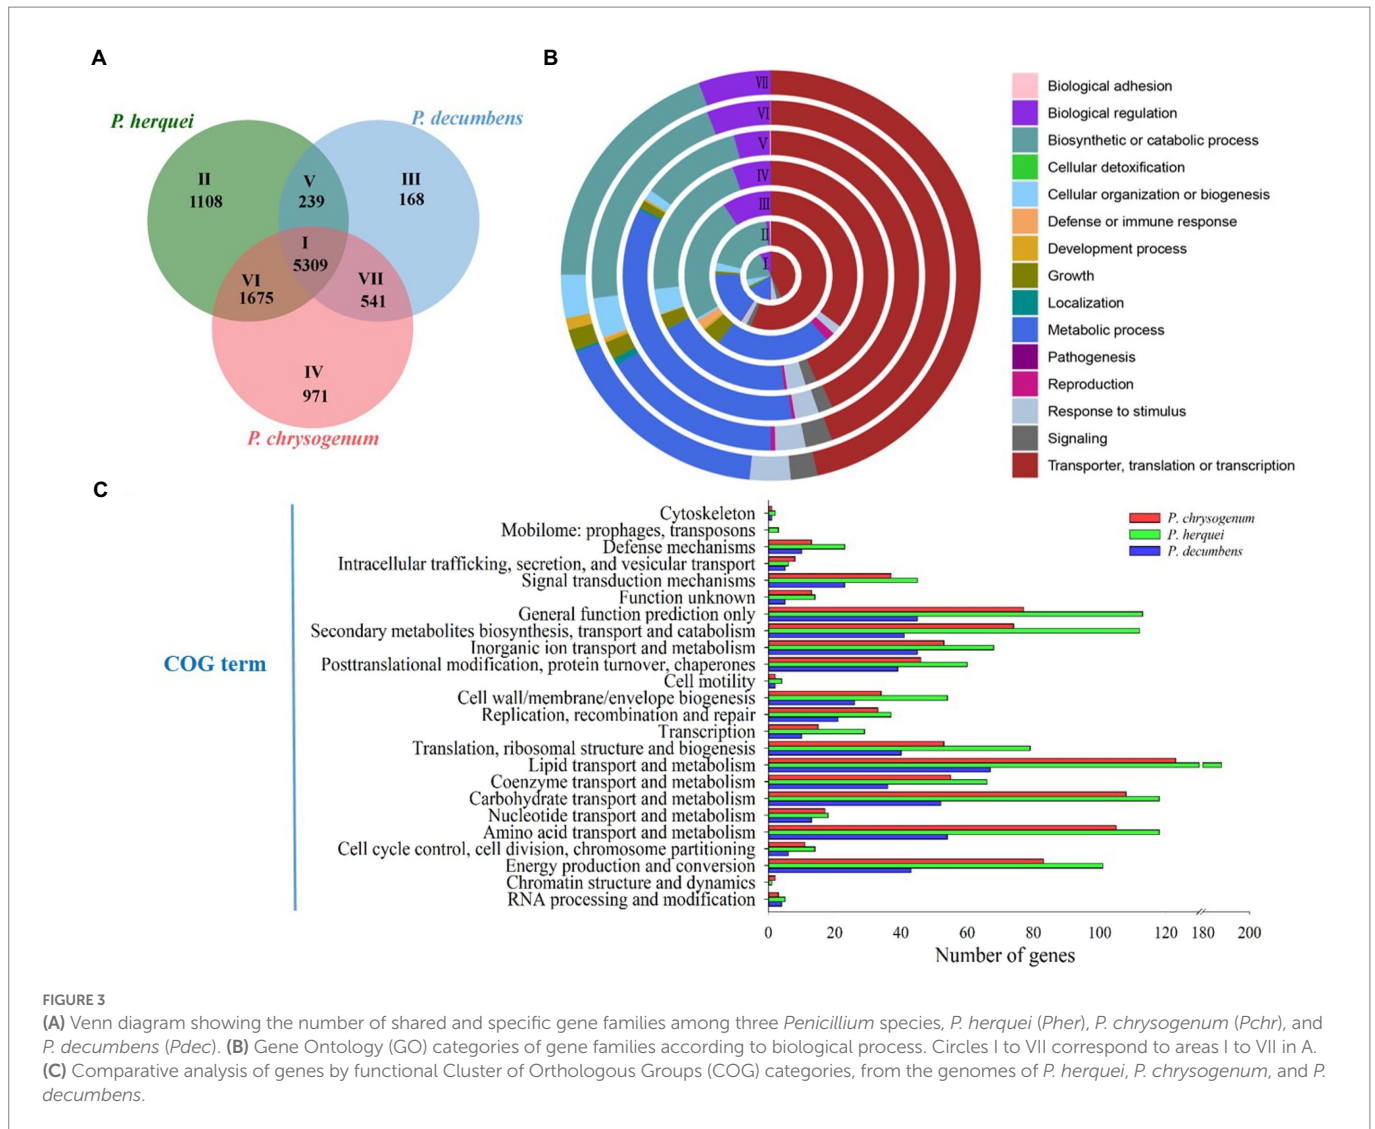 A
P. herquei
P. decumbens
II
1108
V
239
III
168
I
5309
VI
1675
VII
541
IV
971
P. chrysogenum
B
VII
VI
V
IV
III
II
I
Biological adhesion
Biological regulation
Biosynthetic or catabolic process
Cellular detoxification
Cellular organization or biogenesis
Defense or immune response
Development process
Growth
Localization
Metabolic process
Pathogenesis
Reproduction
Response to stimulus
Signaling
Transporter, translation or transcription
C
COG term
Cytoskeleton
Mobilome: prophages, transposons
Defense mechanisms
Intracellular trafficking, secretion, and vesicular transport
Signal transduction mechanisms
Function unknown
General function prediction only
Secondary metabolites biosynthesis, transport and catabolism
Inorganic ion transport and metabolism
Posttranslational modification, protein turnover, chaperones
Cell motility
Cell wall/membrane/envelope biogenesis
Replication, recombination and repair
Transcription
Translation, ribosomal structure and biogenesis
Lipid transport and metabolism
Coenzyme transport and metabolism
Carbohydrate transport and metabolism
Nucleotide transport and metabolism
Amino acid transport and metabolism
Cell cycle control, cell division, chromosome partitioning
Energy production and conversion
Chromatin structure and dynamics
RNA processing and modification
P. chrysogenum
P. herquei
P. decumbens
0 20 40 60 80 100 120 180 200
Number of genes
FIGURE 3
(A) Venn diagram showing the number of shared and specific gene families among three Penicillium species, P. herquei (Pher), P. chrysogenum (Pchr), and
P. decumbens (Pdec). (B) Gene Ontology (GO) categories of gene families according to biological process. Circles I to VII correspond to areas I to VII in A.
(C) Comparative analysis of genes by functional Cluster of Orthologous Groups (COG) categories, from the genomes of P. herquei, P. chrysogenum, and P.
decumbens.